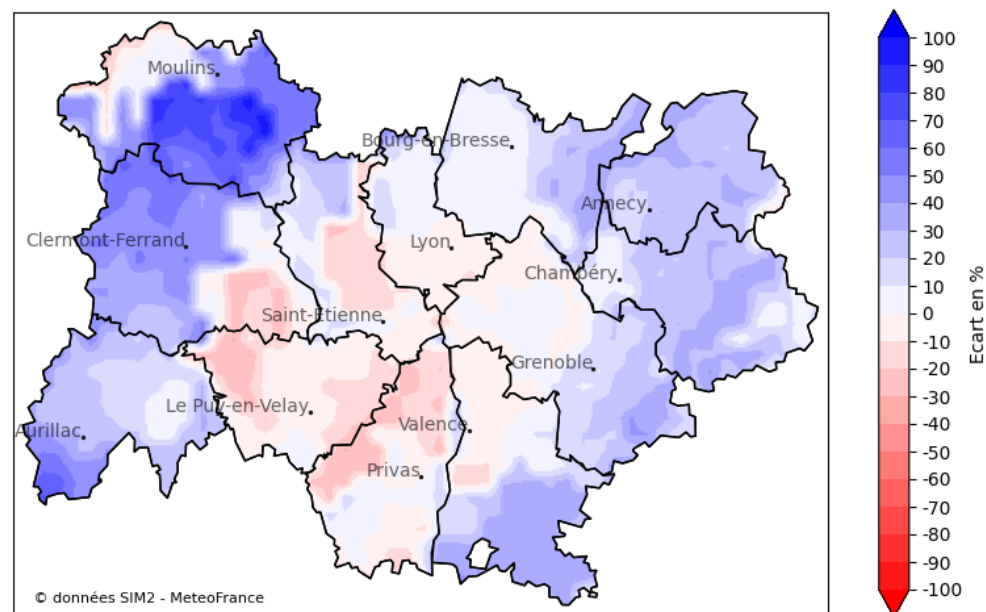 Moulins
Bourg-en-Bresse
Annecy
Clermont-Ferrand
Lyon
Chambéry
Saint-Etienne
Grenoble
Le Puy-en-Velay
Aurillac
Valence
Privas
© données SIM2 - MeteoFrance
100
90
80
70
60
50
40
30
20
10
0
-10
-20
-30
-40
-50
-60
-70
-80
-90
-100
Ecart en %